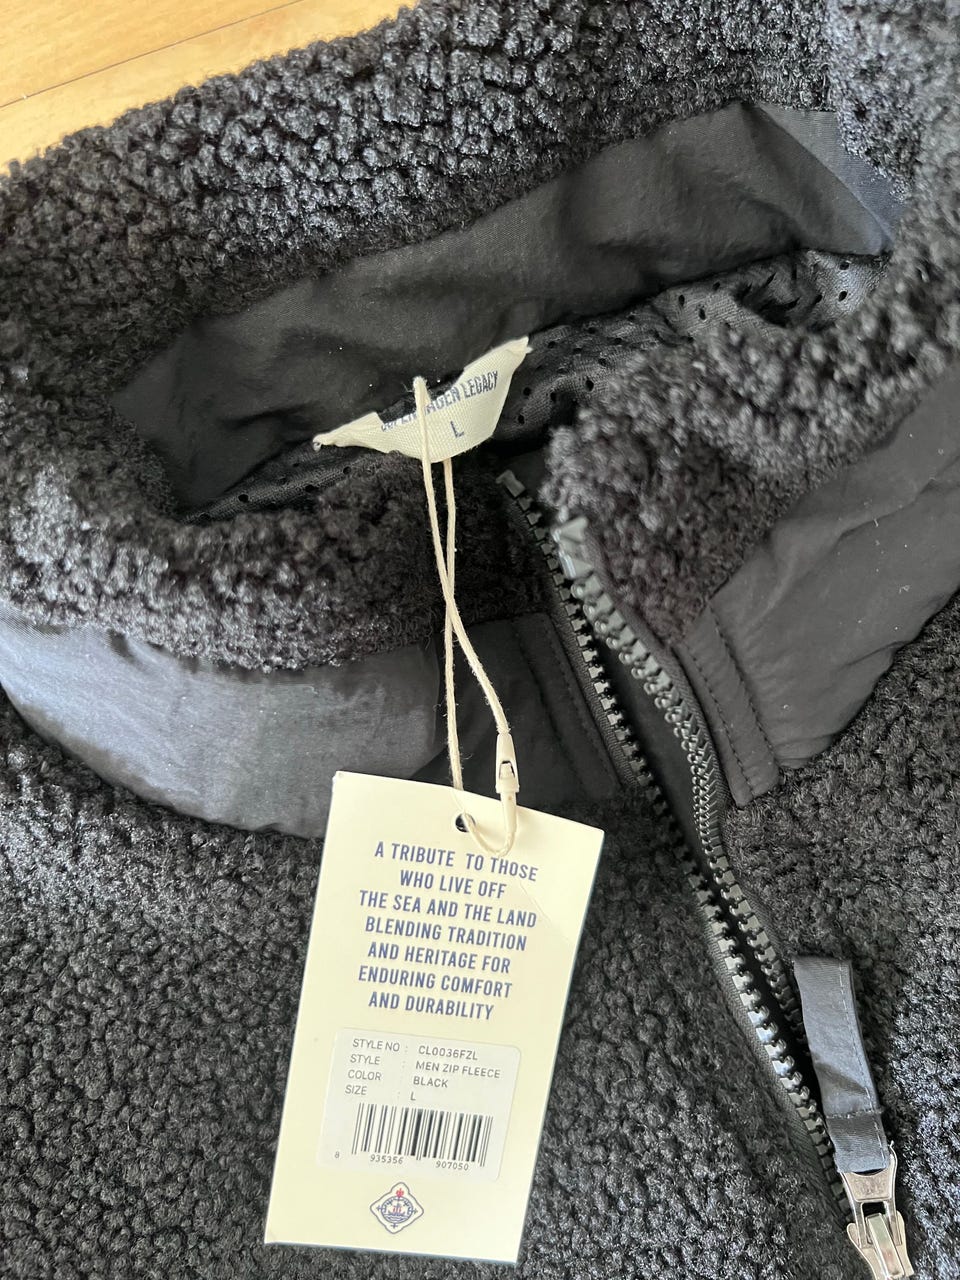 LEGACY
L
A TRIBUTE TO THOSE
WHO LIVE OFF
THE SEA AND THE LAND
BLENDING TRADITION
AND HERITAGE FOR
ENDURING COMFORT
AND DURABILITY
STYLE NO : CL0036FZL
STYLE : MEN ZIP FLEECE
COLOR : BLACK
SIZE : L
8 935356 907050